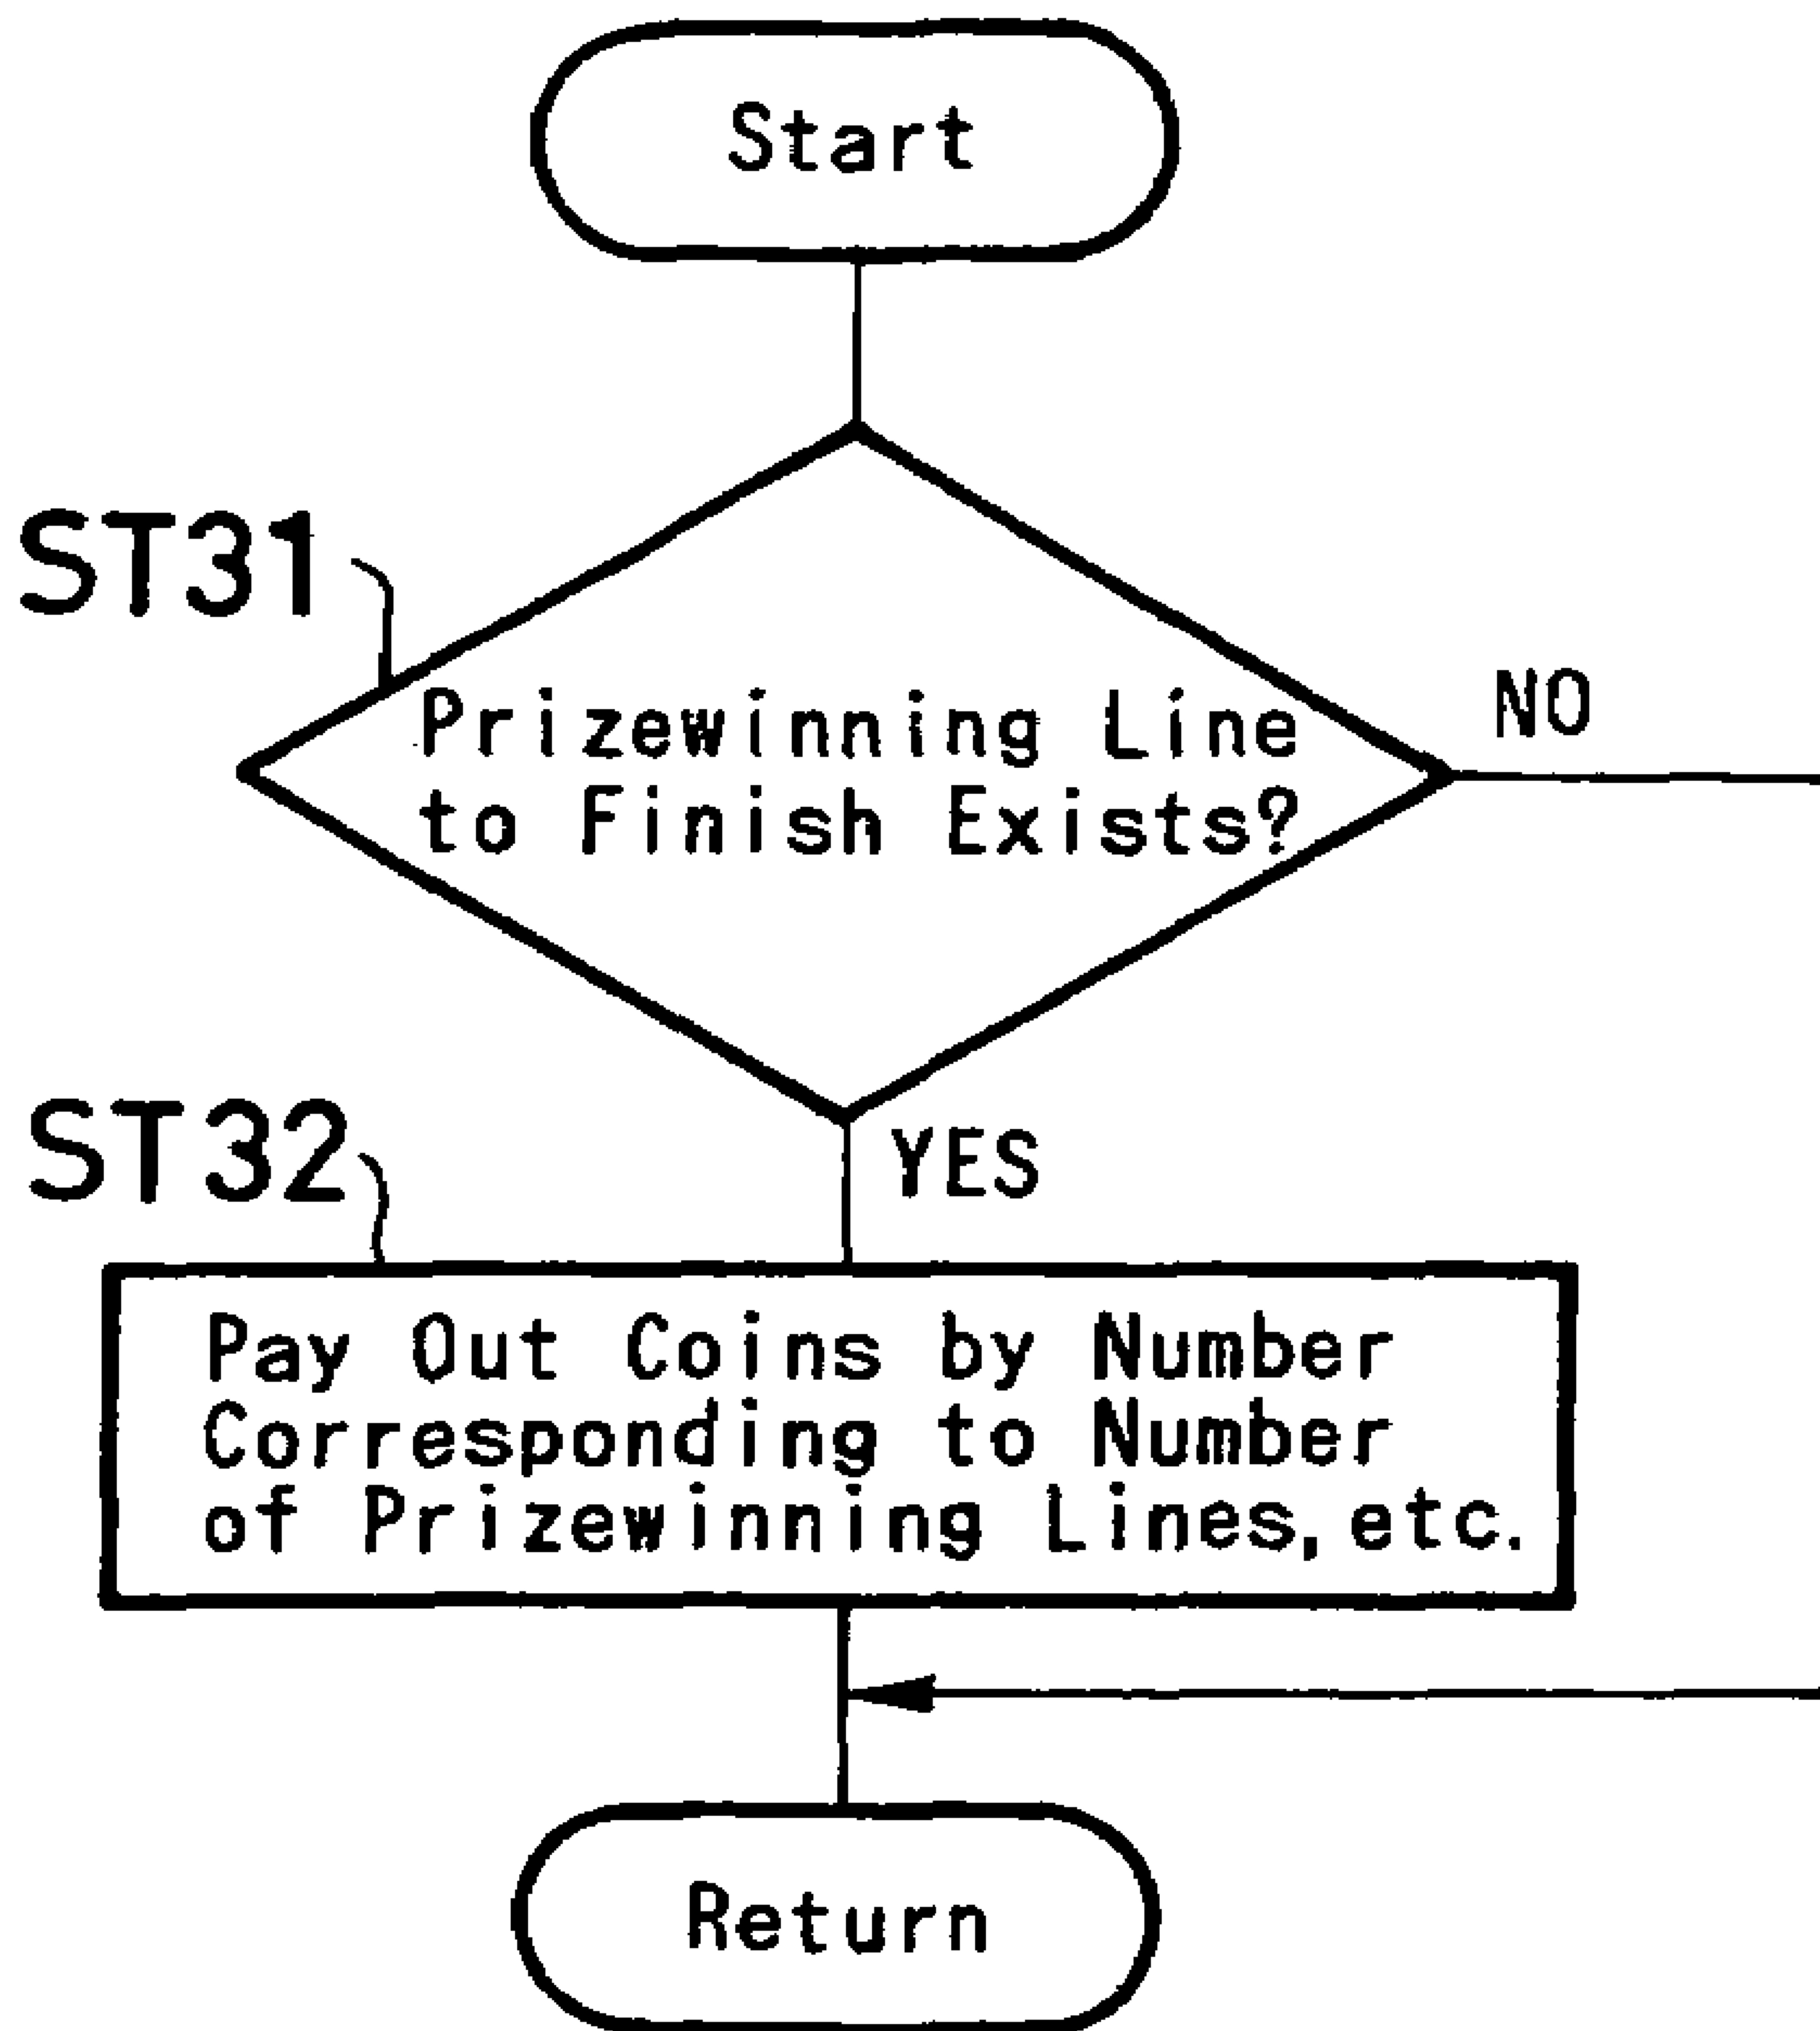 Start
ST31
Prizewinning Line
to Finish Exists?
NO
YES
ST32
Pay Out Coins by Number
Corresponding to Number
of Prizewinning Lines, etc.
Return